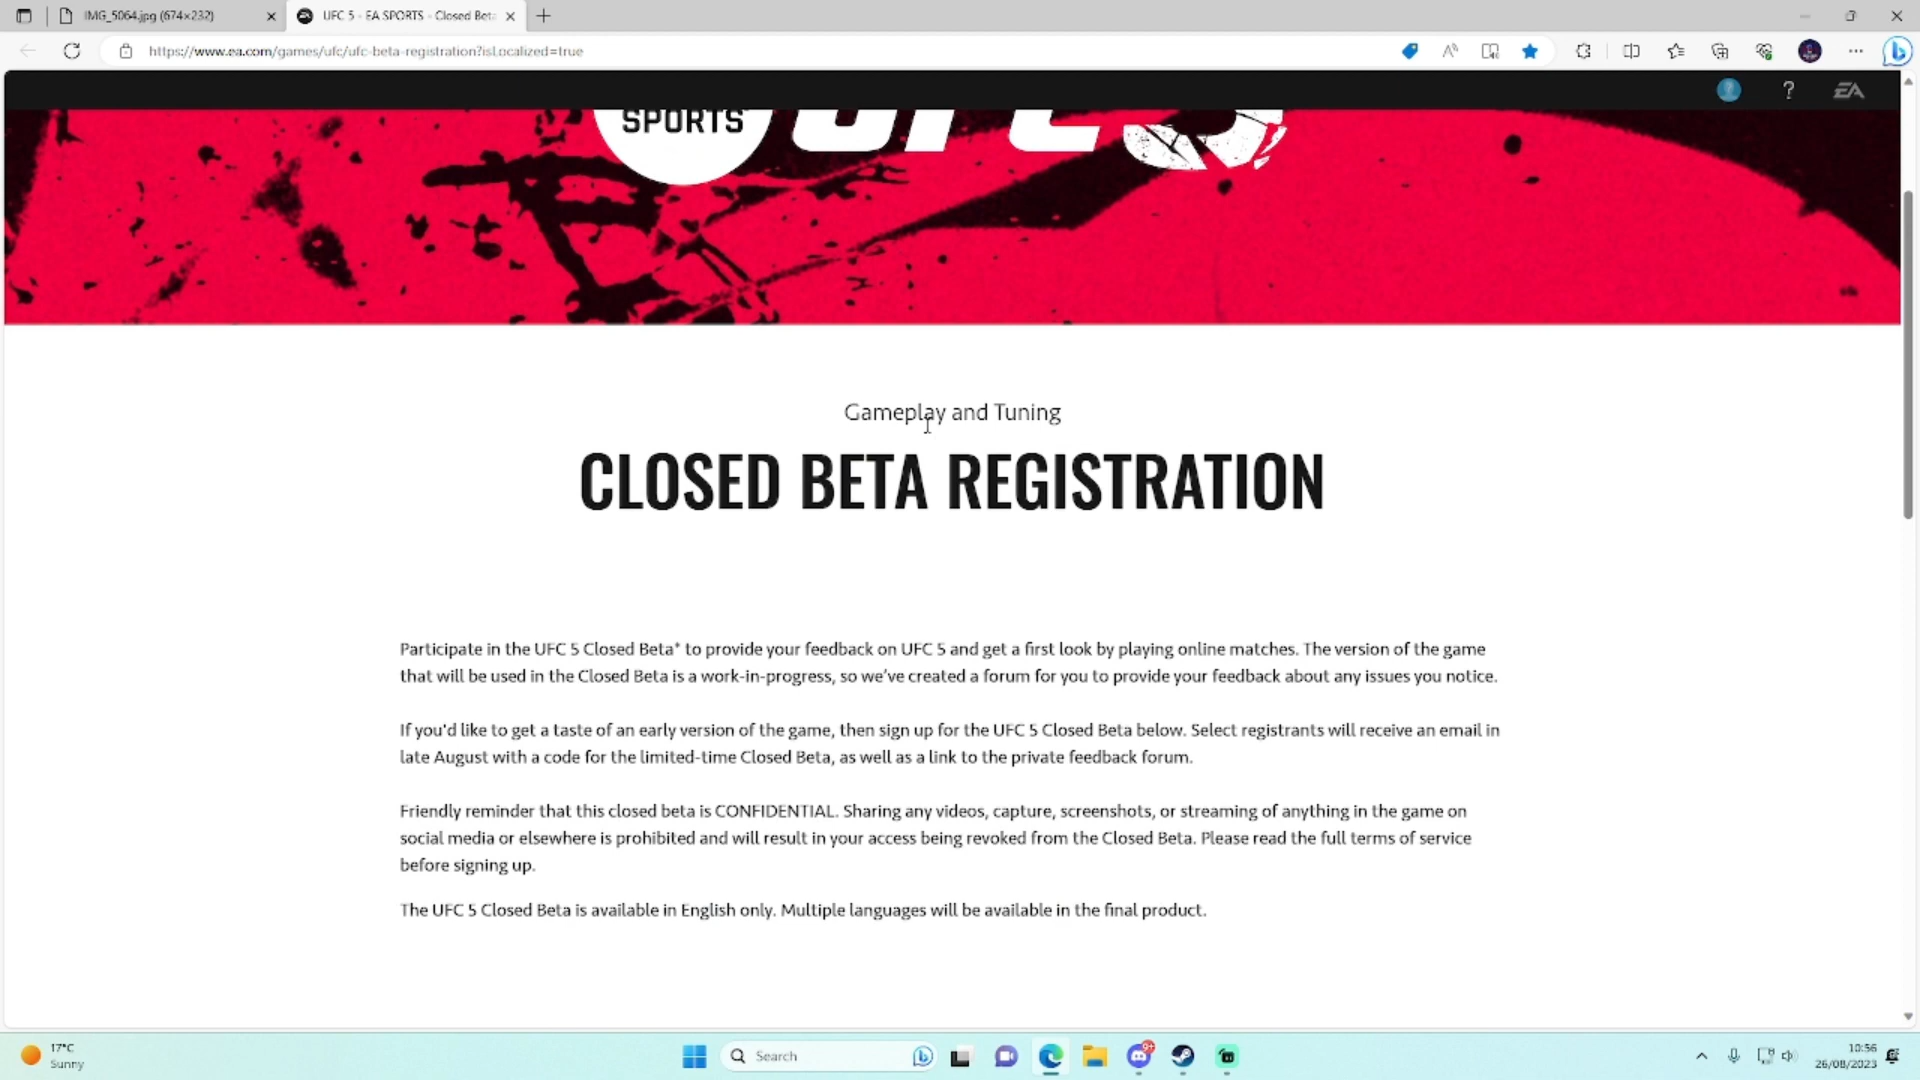 IMG_5064.jpg (674×232)
UFC 5 - EA SPORTS - Closed Beta
https://www.ea.com/games/ufc/ufc-beta-registration?isLocalized=true
? EA
SPORTS UFC 5
Gameplay and Tuning
CLOSED BETA REGISTRATION
Participate in the UFC 5 Closed Beta* to provide your feedback on UFC 5 and get a first look by playing online matches. The version of the game
that will be used in the Closed Beta is a work-in-progress, so we've created a forum for you to provide your feedback about any issues you notice.
If you'd like to get a taste of an early version of the game, then sign up for the UFC 5 Closed Beta below. Select registrants will receive an email in
late August with a code for the limited-time Closed Beta, as well as a link to the private feedback forum.
Friendly reminder that this closed beta is CONFIDENTIAL. Sharing any videos, capture, screenshots, or streaming of anything in the game on
social media or elsewhere is prohibited and will result in your access being revoked from the Closed Beta. Please read the full terms of service
before signing up.
The UFC 5 Closed Beta is available in English only. Multiple languages will be available in the final product.
17°C
Sunny
Search
9+
10:56
26/08/2023